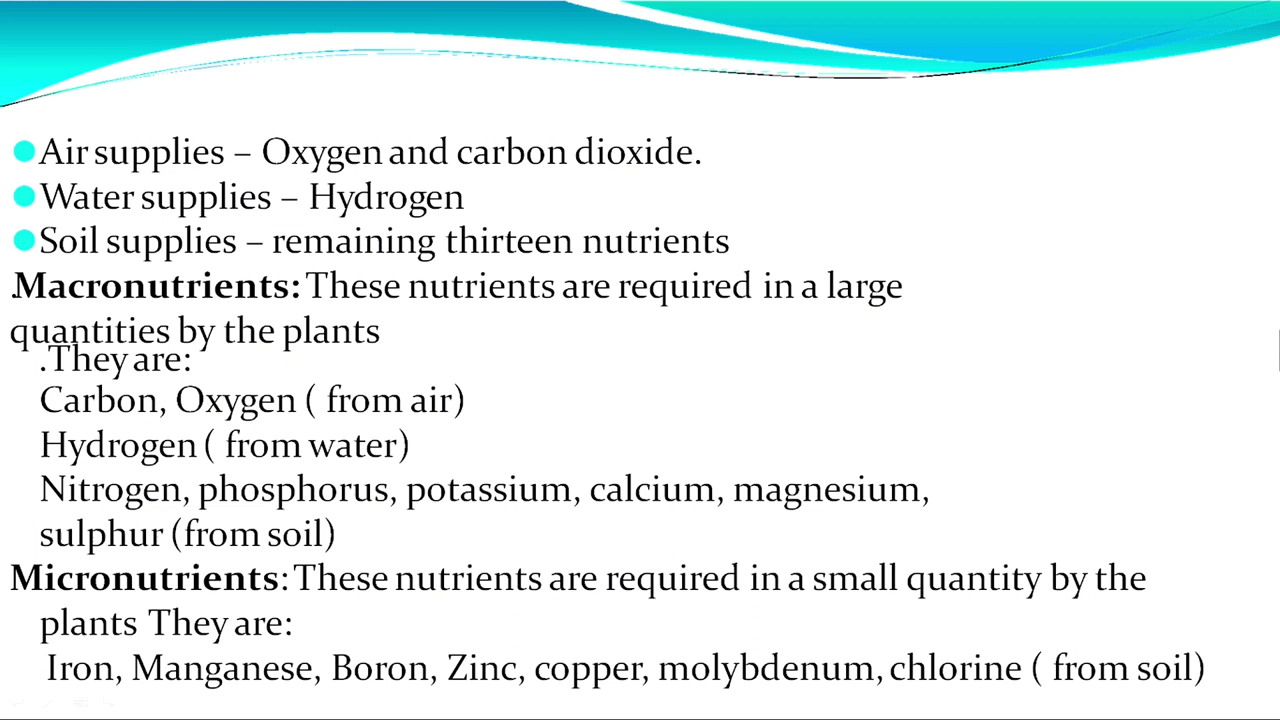 Air supplies – Oxygen and carbon dioxide.
Water supplies – Hydrogen
Soil supplies – remaining thirteen nutrients
.Macronutrients: These nutrients are required in a large
quantities by the plants
.They are:
Carbon, Oxygen ( from air)
Hydrogen ( from water)
Nitrogen, phosphorus, potassium, calcium, magnesium,
sulphur (from soil)
Micronutrients: These nutrients are required in a small quantity by the
plants They are:
Iron, Manganese, Boron, Zinc, copper, molybdenum, chlorine ( from soil)